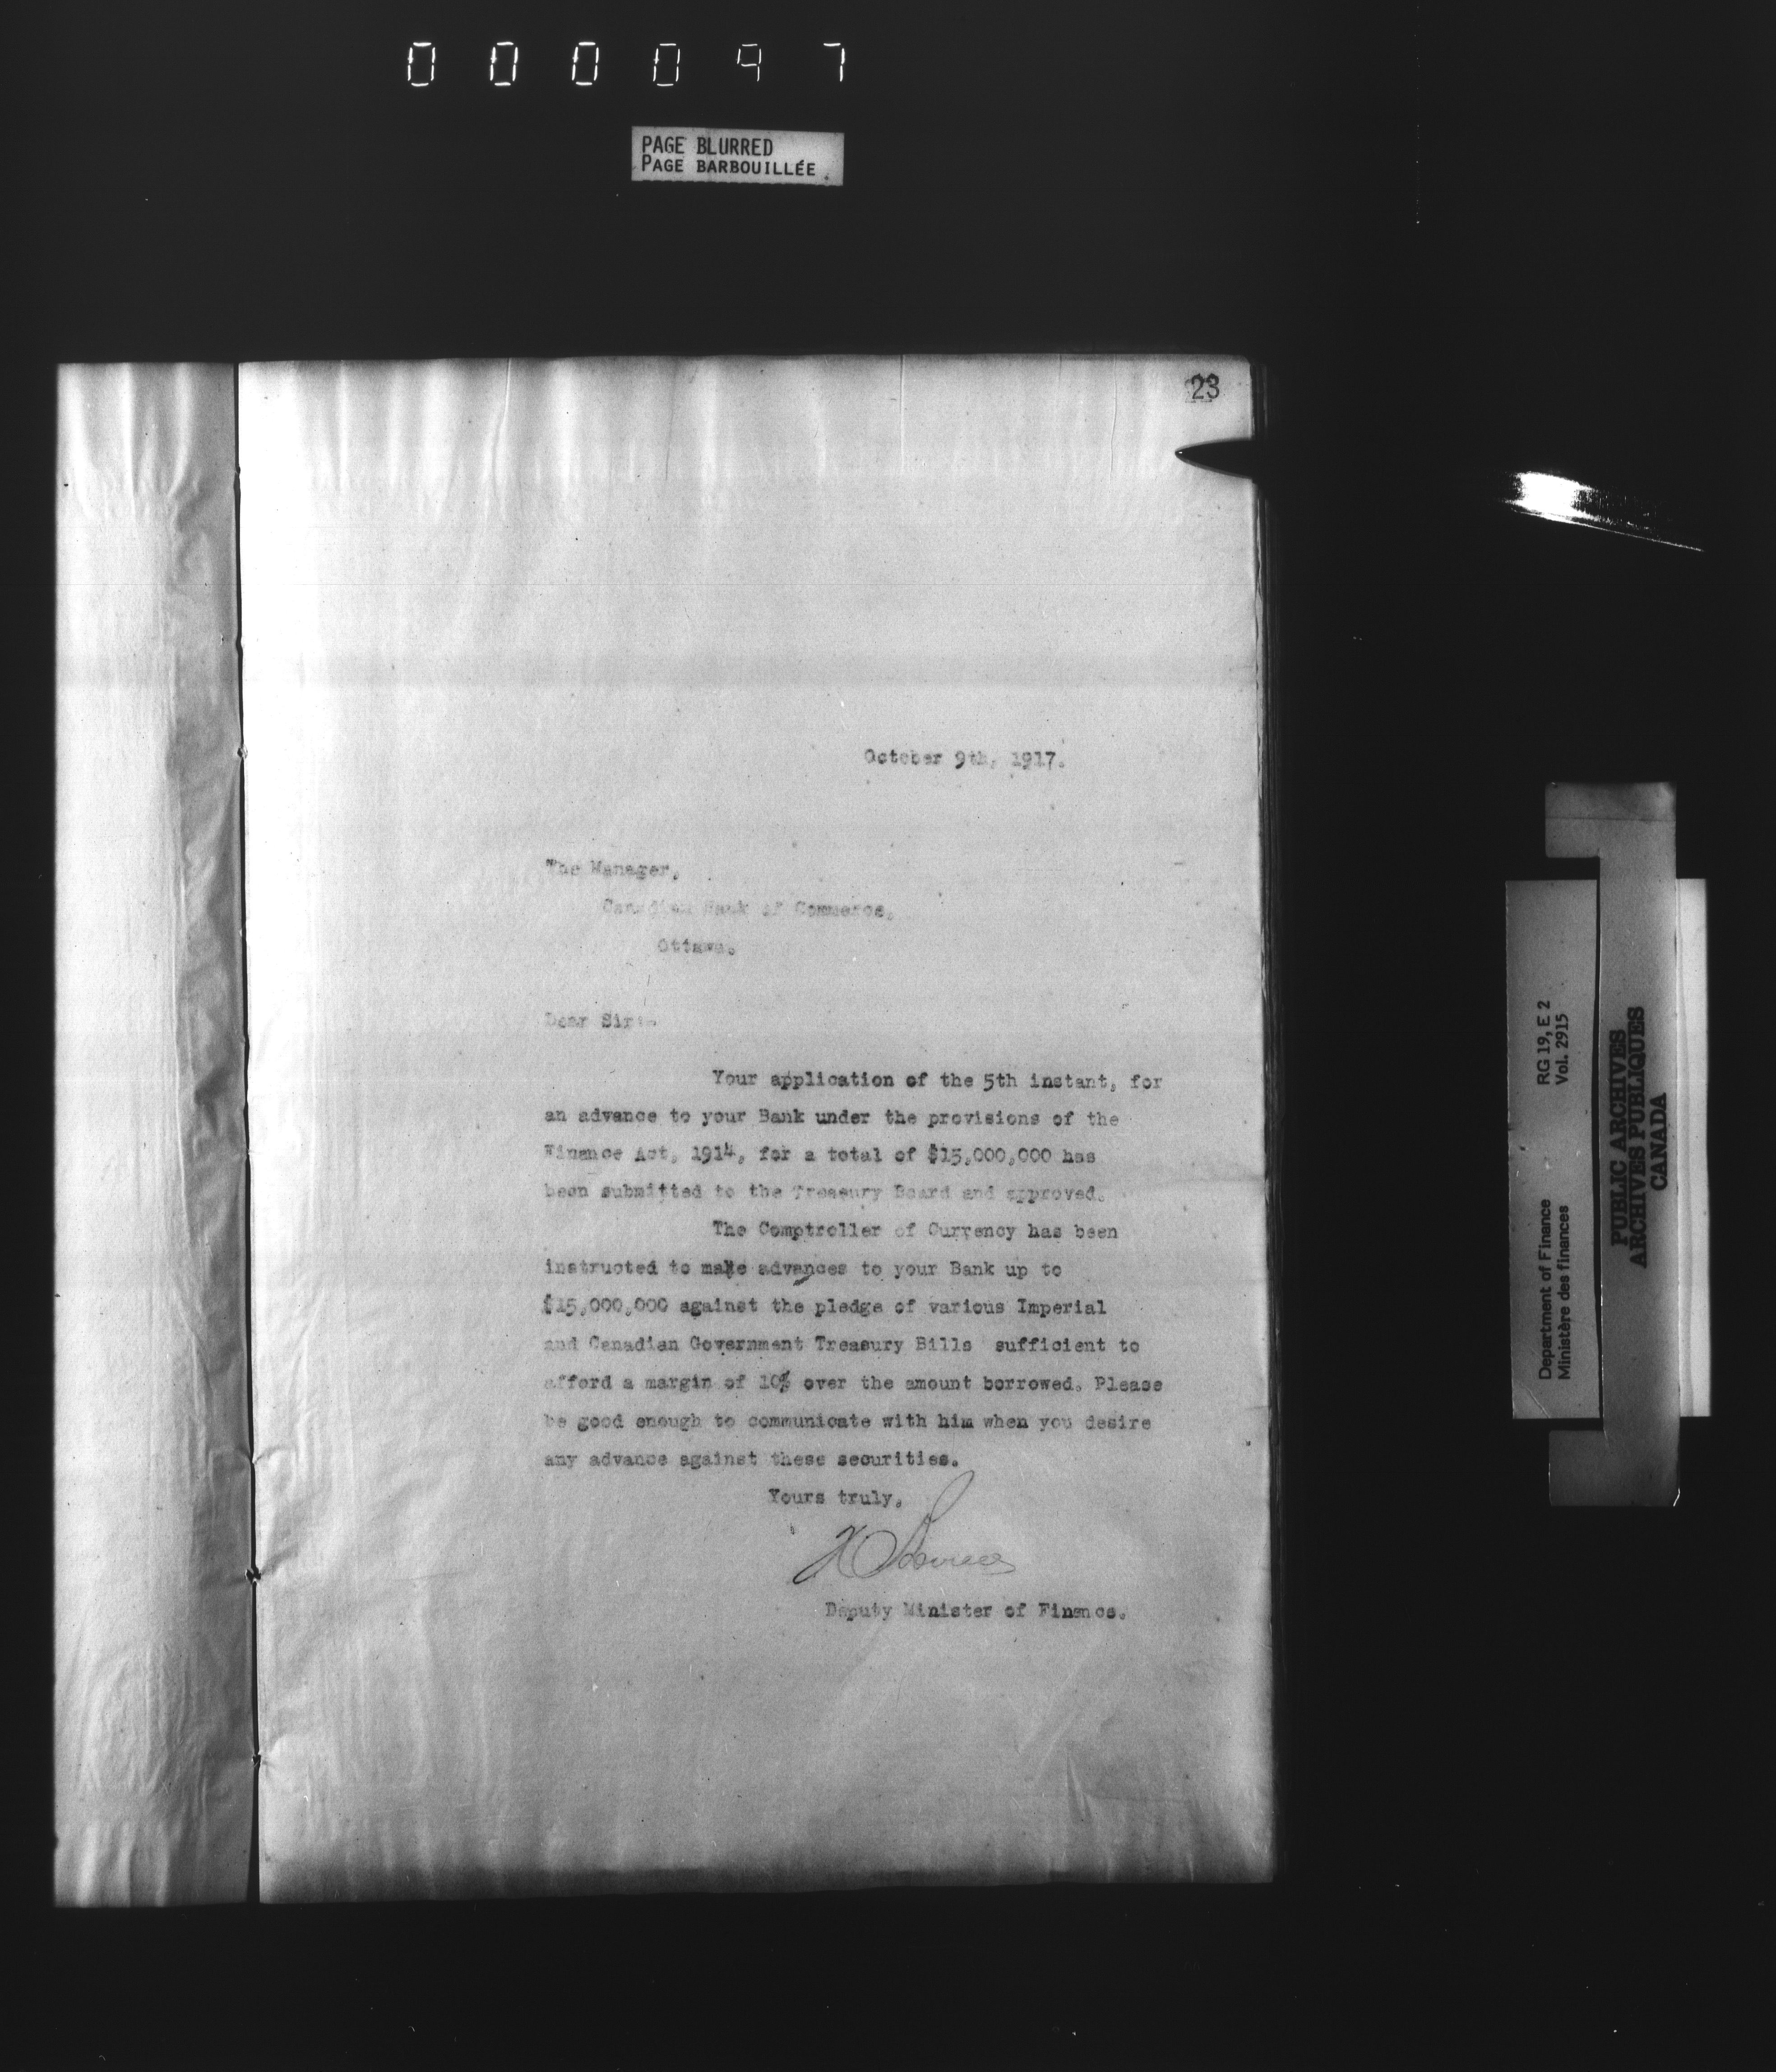 000097
PAGE BLURRED
PAGE BARBOUILLÉE
23
October 9th, 1917.
The Manager,
Canadian Bank of Commerce,
Ottawa.
Dear Sir:-
Your application of the 5th instant, for
an advance to your Bank under the provisions of the
Finance Act, 1914, for a total of $15,000,000 has
been submitted to the Treasury Board and approved.
The Comptroller of Currency has been
instructed to make advances to your Bank up to
$15,000,000 against the pledge of various Imperial
and Canadian Government Treasury Bills sufficient to
afford a margin of 10% over the amount borrowed. Please
be good enough to communicate with him when you desire
any advance against these securities.
Yours truly,
Deputy Minister of Finance.
Department of Finance RG 19, E 2
Ministère des finances Vol. 2915
PUBLIC ARCHIVES
ARCHIVES PUBLIQUES
CANADA